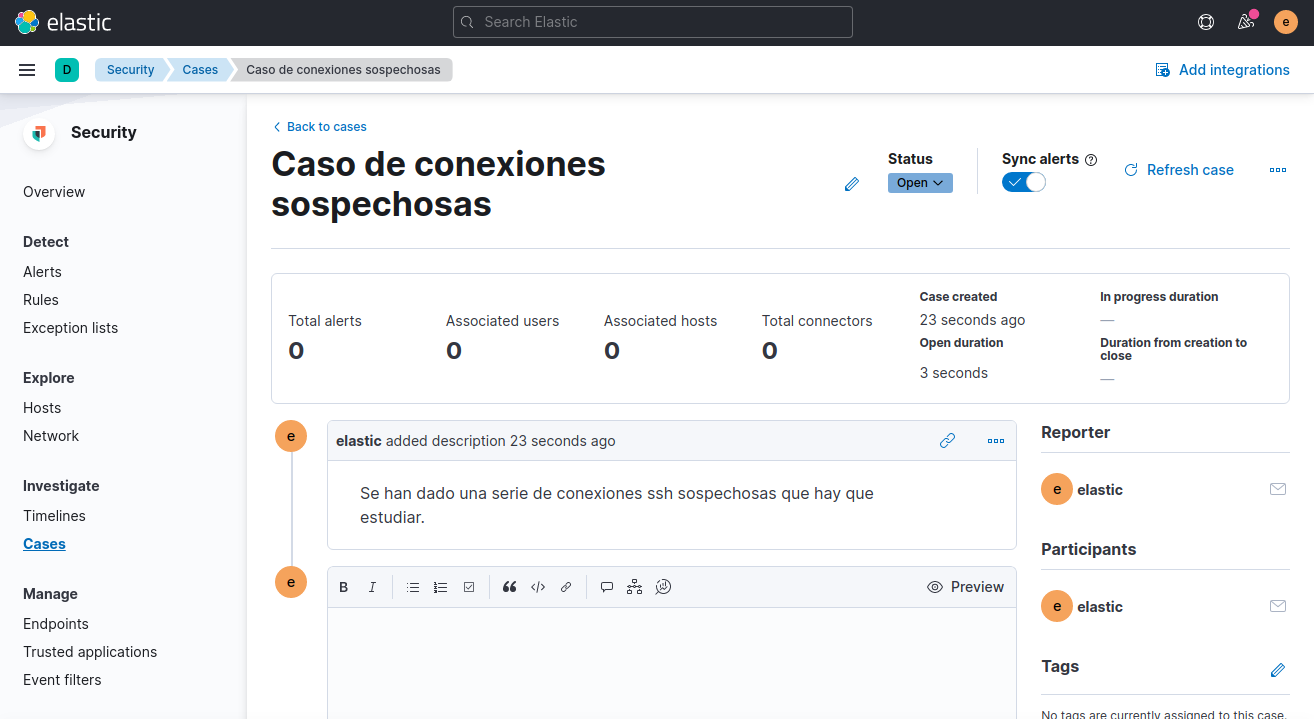 elastic
Search Elastic
e
D
Security
Cases
Caso de conexiones sospechosas
Add integrations
Security
Overview
Detect
Alerts
Rules
Exception lists
Explore
Hosts
Network
Investigate
Timelines
Cases
Manage
Endpoints
Trusted applications
Event filters
Back to cases
Caso de conexiones
sospechosas
Status
Open
Sync alerts
Refresh case
Total alerts
0
Associated users
0
Associated hosts
0
Total connectors
0
Case created
23 seconds ago
Open duration
3 seconds
In progress duration
—
Duration from creation to
close
—
e
elastic added description 23 seconds ago
Se han dado una serie de conexiones ssh sospechosas que hay que
estudiar.
e
B I
Preview
Reporter
e
elastic
Participants
e
elastic
Tags
No tags are currently assigned to this case.